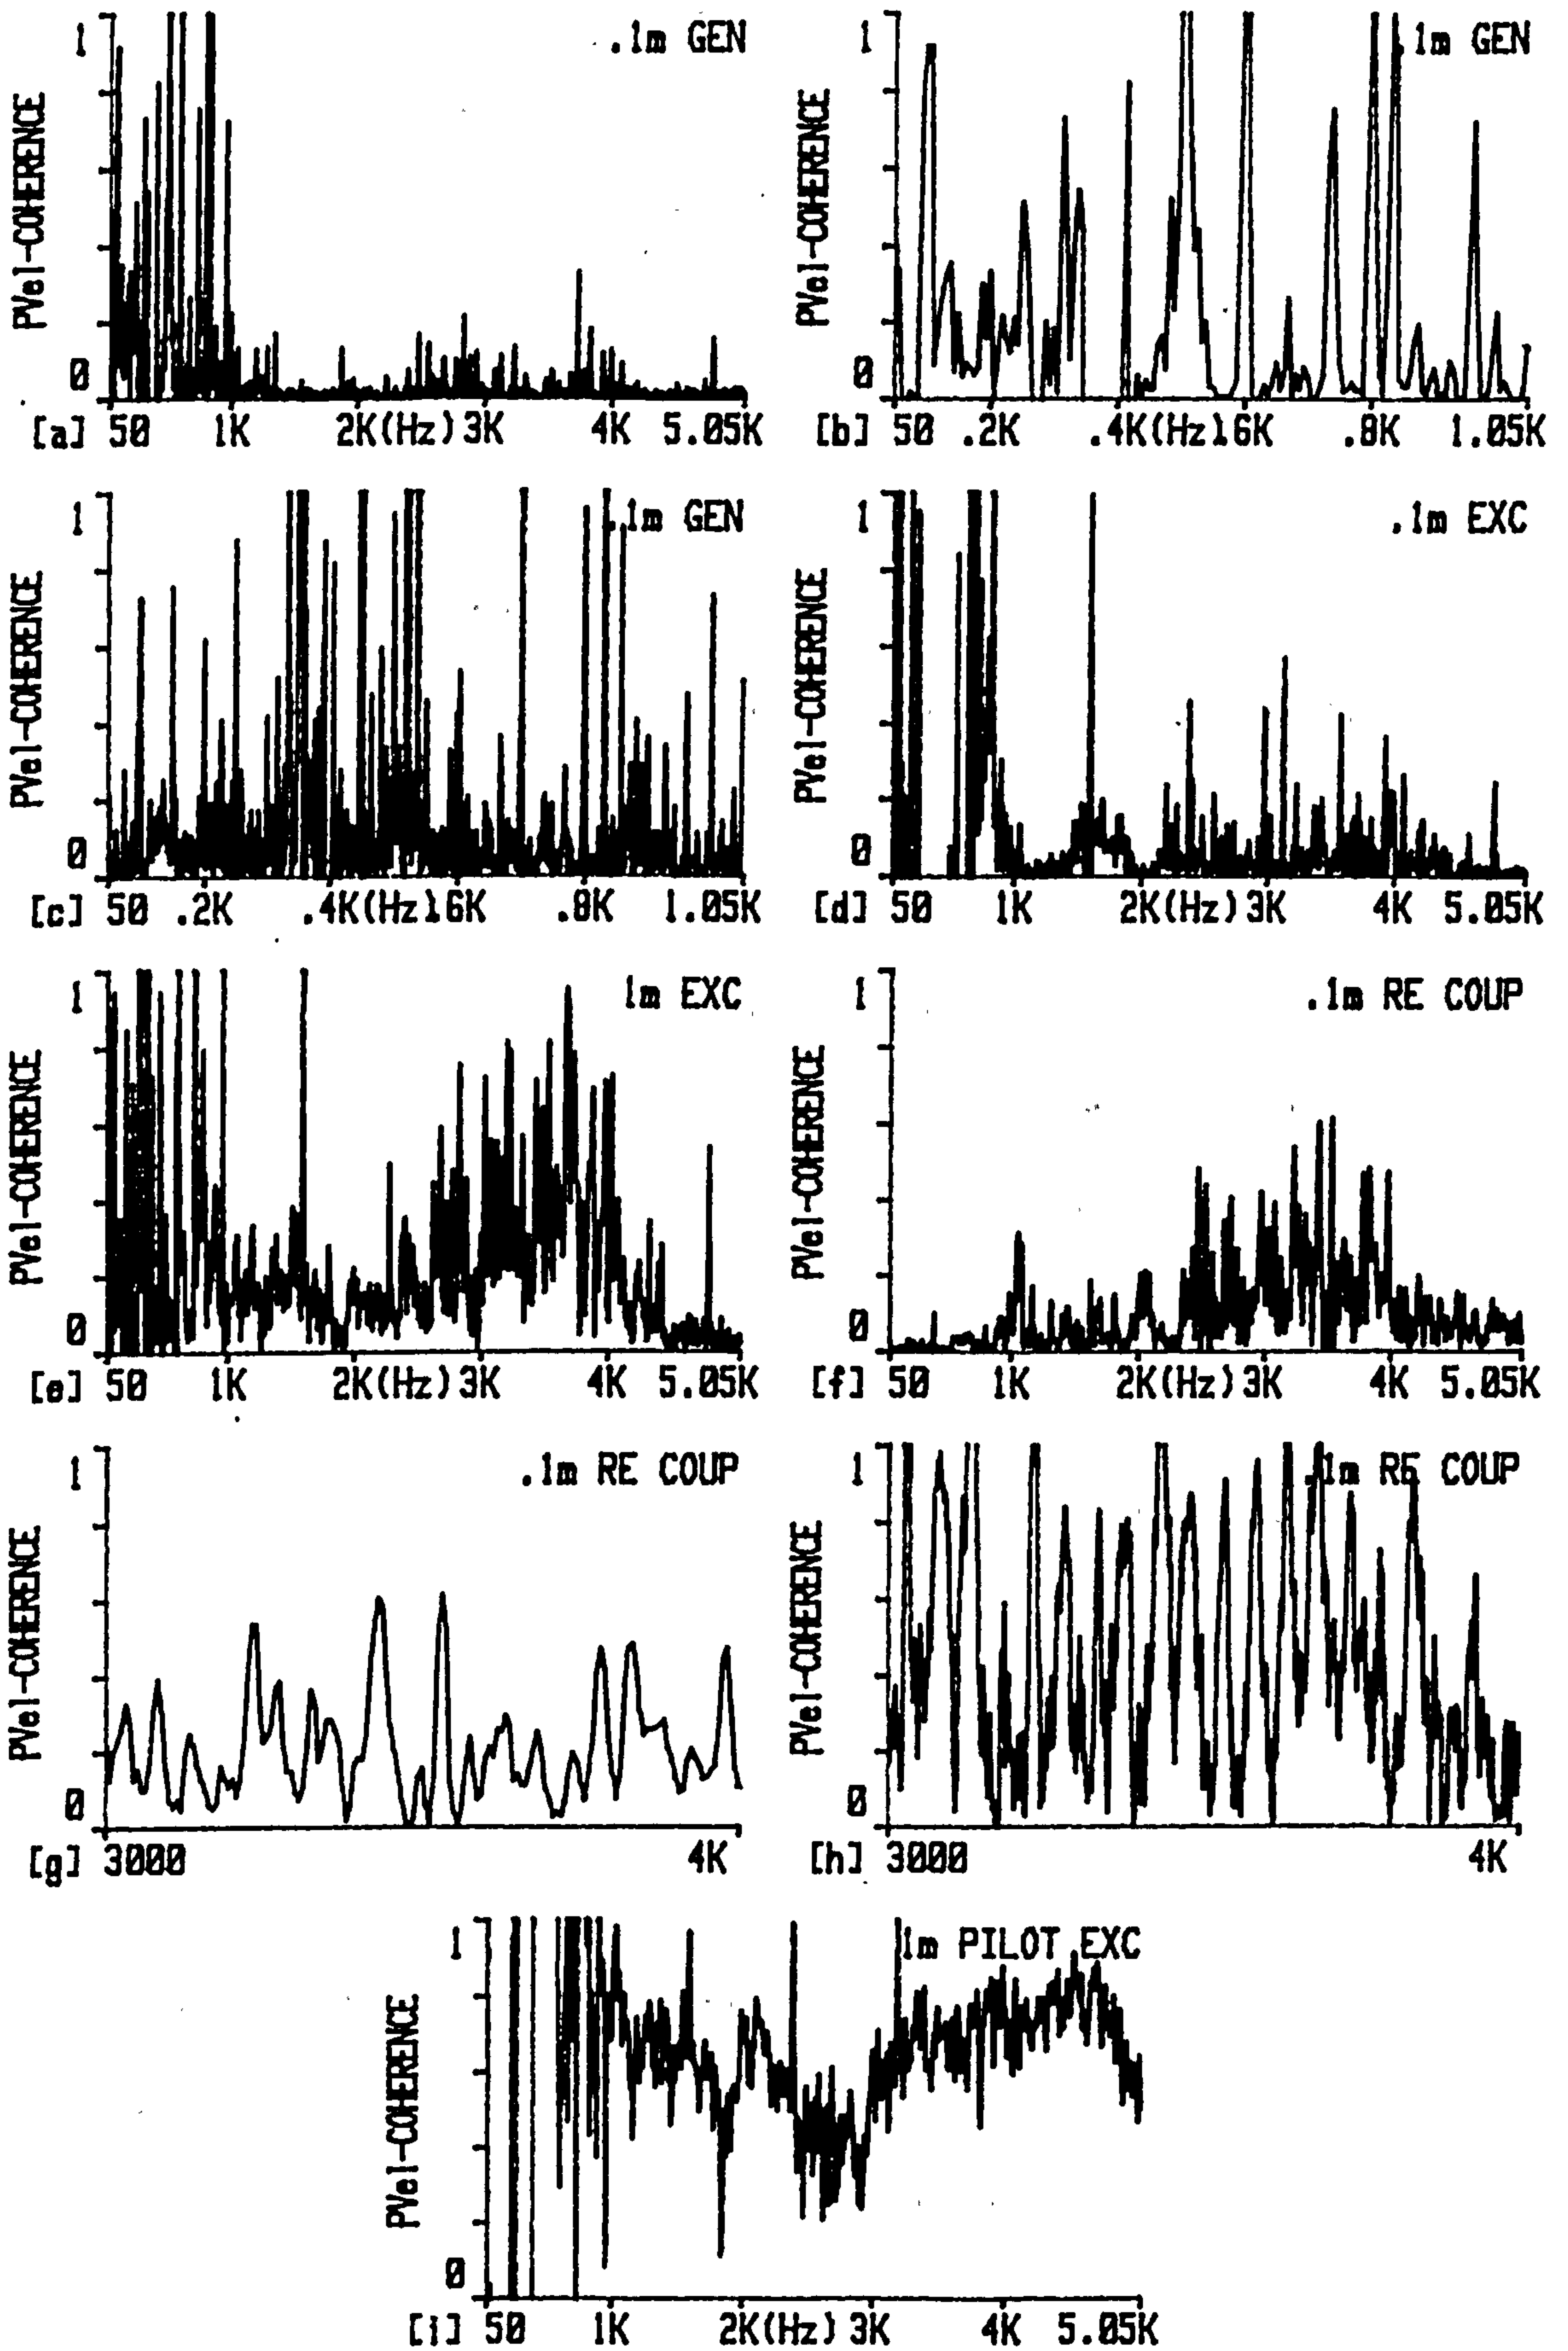 1 .1m GEN
PVel-COHERENCE
0
[a] 50 1K 2K(Hz)3K 4K 5.05K
1 .1m GEN
PVel-COHERENCE
0
[b] 50 .2K .4K(Hz)6K .8K 1.05K
1 .1m GEN
PVel-COHERENCE
0
[c] 50 .2K .4K(Hz)6K .8K 1.05K
1 .1m EXC
PVel-COHERENCE
0
[d] 50 1K 2K(Hz)3K 4K 5.05K
1 1m EXC
PVel-COHERENCE
0
[e] 50 1K 2K(Hz)3K 4K 5.05K
1 .1m RE COUP
PVel-COHERENCE
0
[f] 50 1K 2K(Hz)3K 4K 5.05K
1 .1m RE COUP
PVel-COHERENCE
0
[g] 3000 4K
1 .1m RE COUP
PVel-COHERENCE
0
[h] 3000 4K
1 1m PILOT EXC
PVel-COHERENCE
0
[i] 50 1K 2K(Hz)3K 4K 5.05K